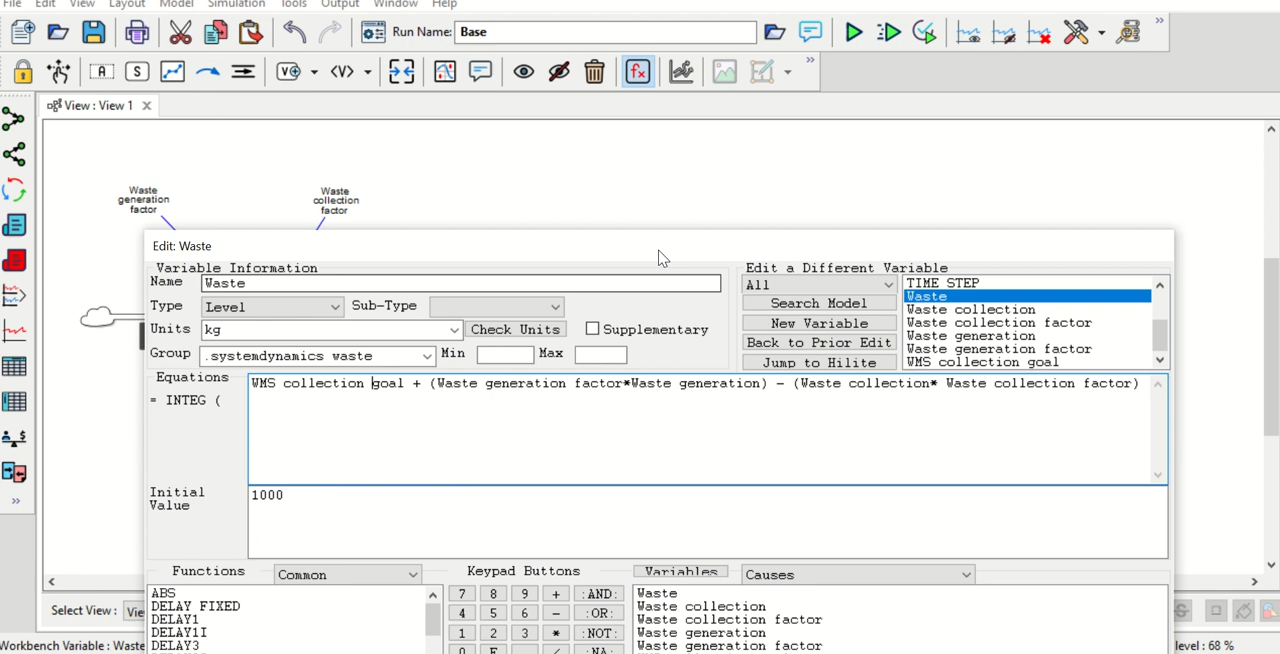 File Edit View Layout Model Simulation Tools Output Window Help
Run Name: Base
View : View 1
Waste
generation
factor
Waste
collection
factor
Edit: Waste
Variable Information
Name Waste
Type Level Sub-Type
Units kg Check Units Supplementary
Group .systemdynamics waste Min Max
Edit a Different Variable
All
Search Model
New Variable
Back to Prior Edit
Jump to Hilite
TIME STEP
Waste
Waste collection
Waste collection factor
Waste generation
Waste generation factor
WMS collection goal
Equations
= INTEG (
WMS collection goal + (Waste generation factor*Waste generation) - (Waste collection* Waste collection factor)
Initial
Value
1000
Functions Common
Keypad Buttons
Variables Causes
ABS
DELAY FIXED
DELAY1
DELAY1I
DELAY3
7 8 9 + :AND:
4 5 6 - :OR:
1 2 3 * :NOT:
0 E . / :NA:
Waste
Waste collection
Waste collection factor
Waste generation
Waste generation factor
Select View : Vie
Workbench Variable : Waste
level : 68 %